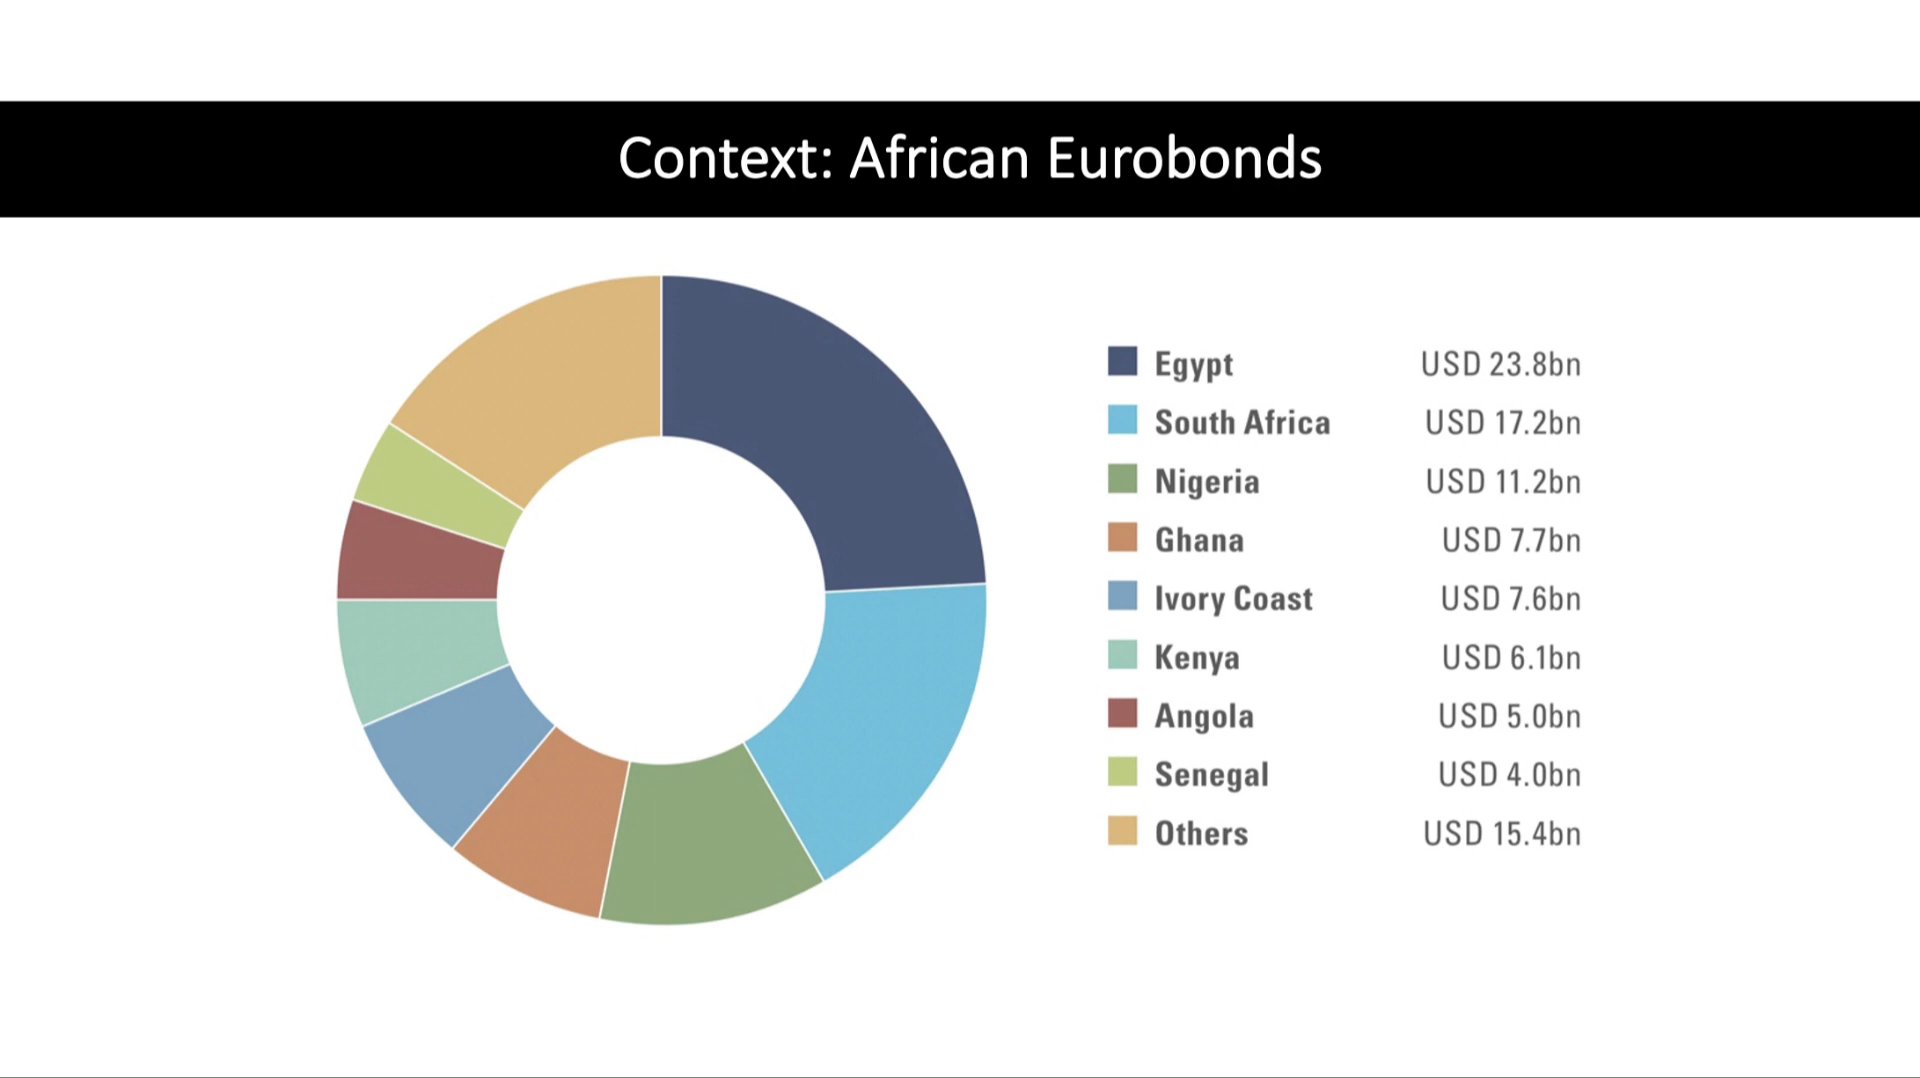 Context: African Eurobonds
Egypt USD 23.8bn
South Africa USD 17.2bn
Nigeria USD 11.2bn
Ghana USD 7.7bn
Ivory Coast USD 7.6bn
Kenya USD 6.1bn
Angola USD 5.0bn
Senegal USD 4.0bn
Others USD 15.4bn